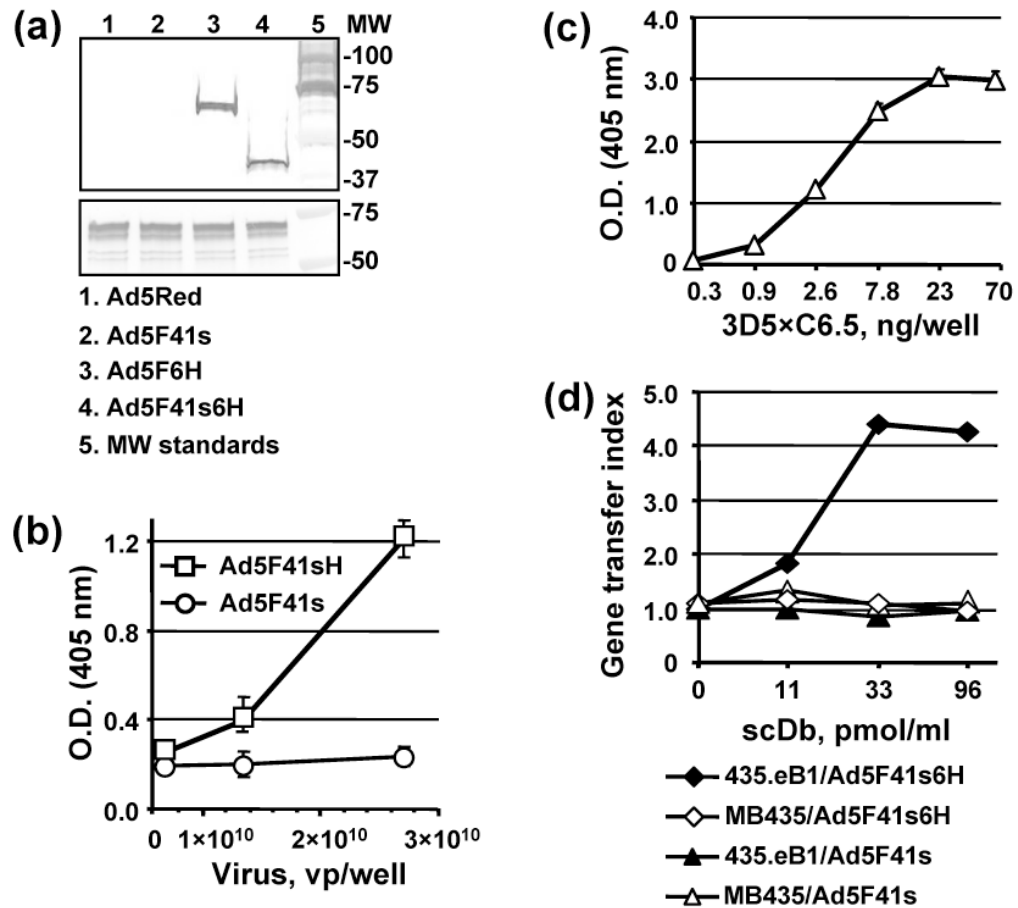 (a)
1 2 3 4 5 MW
-100
-75
-50
-37
-75
-50
1. Ad5Red
2. Ad5F41s
3. Ad5F6H
4. Ad5F41s6H
5. MW standards
(b)
O.D. (405 nm)
1.2
0.8
0.4
0.0
Ad5F41sH
Ad5F41s
0 1×10¹⁰ 2×10¹⁰ 3×10¹⁰
Virus, vp/well
(c)
O.D. (405 nm)
4.0
3.0
2.0
1.0
0
0.3 0.9 2.6 7.8 23 70
3D5×C6.5, ng/well
(d)
Gene transfer index
5.0
4.0
3.0
2.0
1.0
0
0 11 33 96
scDb, pmol/ml
435.eB1/Ad5F41s6H
MB435/Ad5F41s6H
435.eB1/Ad5F41s
MB435/Ad5F41s